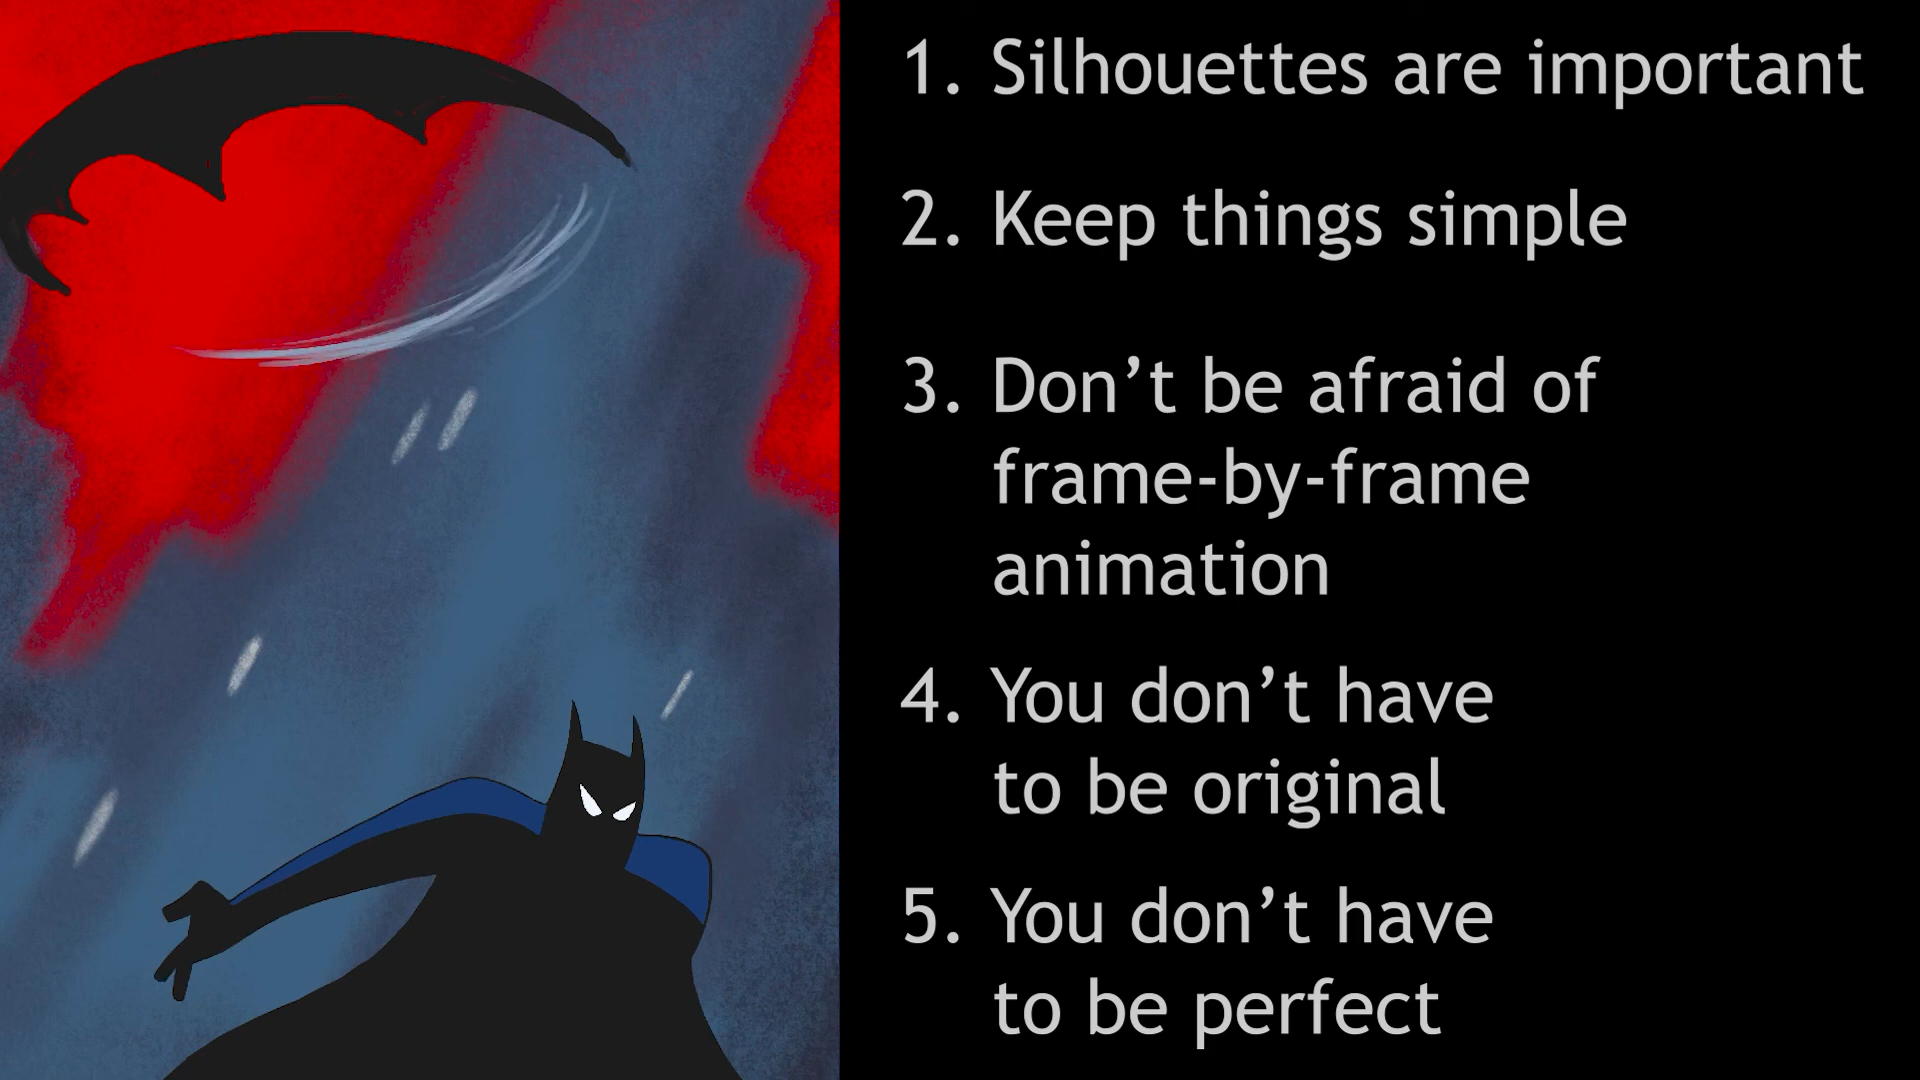 1. Silhouettes are important
2. Keep things simple
3. Don’t be afraid of
frame-by-frame
animation
4. You don’t have
to be original
5. You don’t have
to be perfect